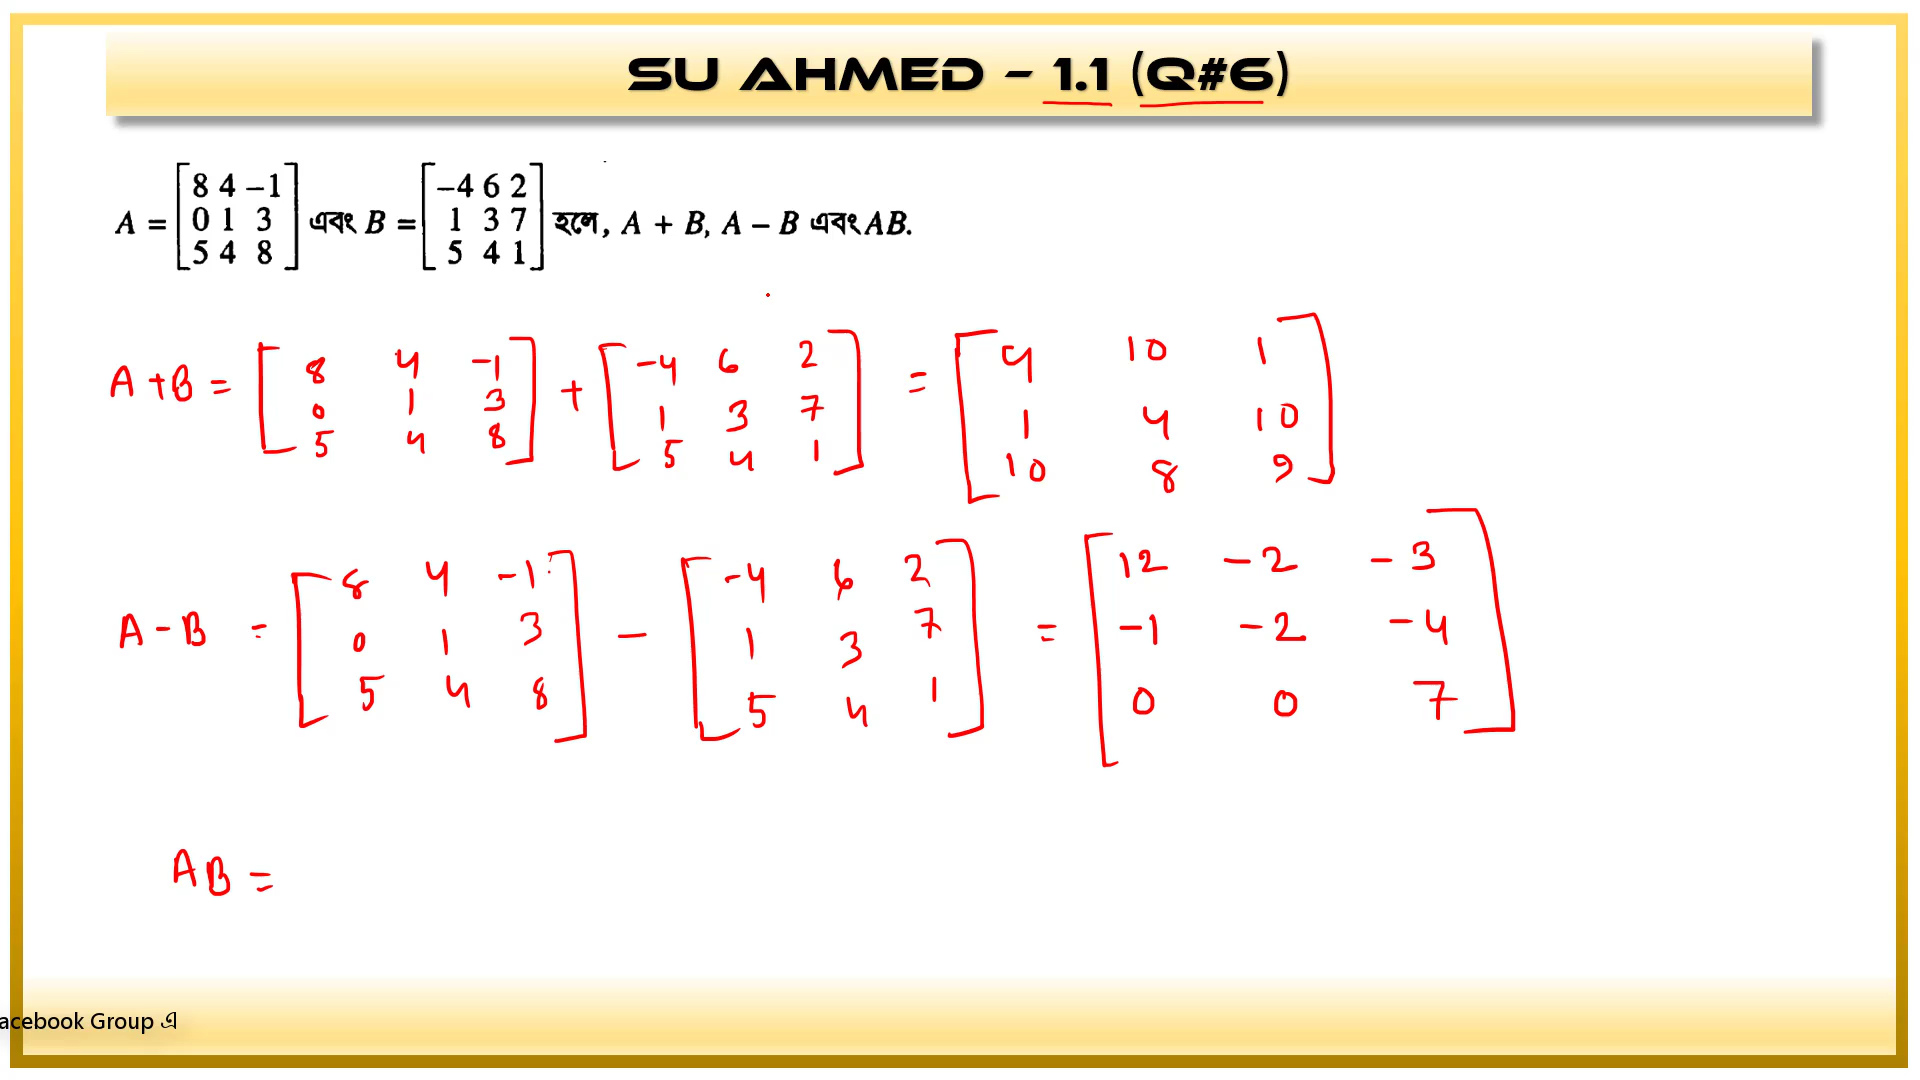 SU AHMED - 1.1 (Q#6)
A = [8 4 -1
0 1 3
5 4 8] এবং B = [-4 6 2
1 3 7
5 4 1] হলে, A + B, A – B এবং AB.
A+B = [8 4 -1
0 1 3
5 4 8] + [-4 6 2
1 3 7
5 4 1] = [4 10 1
1 4 10
10 8 9]
A-B = [8 4 -1
0 1 3
5 4 8] - [-4 6 2
1 3 7
5 4 1] = [12 -2 -3
-1 -2 -4
0 0 7]
AB =
acebook Group এ